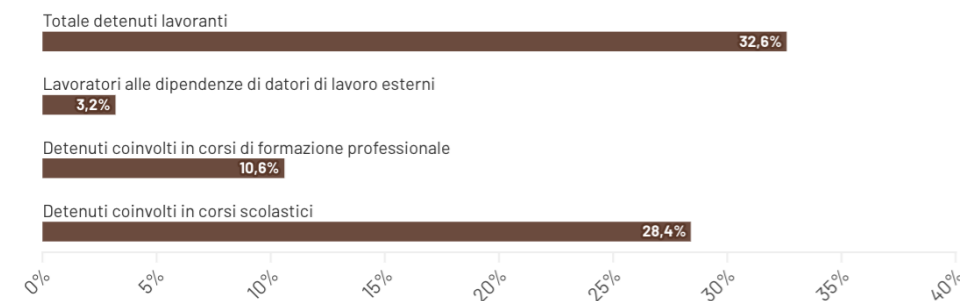 Totale detenuti lavoranti
32,6%
Lavoratori alle dipendenze di datori di lavoro esterni
3,2%
Detenuti coinvolti in corsi di formazione professionale
10,6%
Detenuti coinvolti in corsi scolastici
28,4%
0% 5% 10% 15% 20% 25% 30% 35% 40%